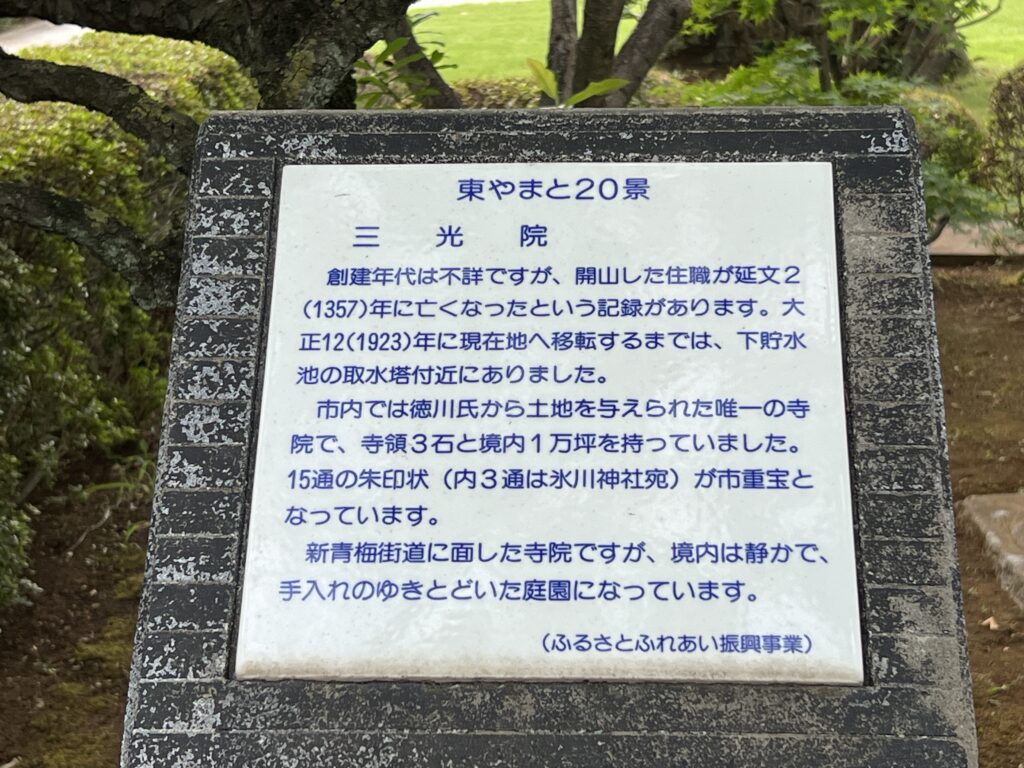 東やまと20景
三 光 院
創建年代は不詳ですが、開山した住職が延文2
(1357)年に亡くなったという記録があります。大
正12(1923)年に現在地へ移転するまでは、下貯水
池の取水塔付近にありました。
市内では徳川氏から土地を与えられた唯一の寺
院で、寺領3石と境内1万坪を持っていました。
15通の朱印状(内3通は氷川神社宛)が市重宝と
なっています。
新青梅街道に面した寺院ですが、境内は静かで、
手入れのゆきとどいた庭園になっています。
(ふるさとふれあい振興事業)